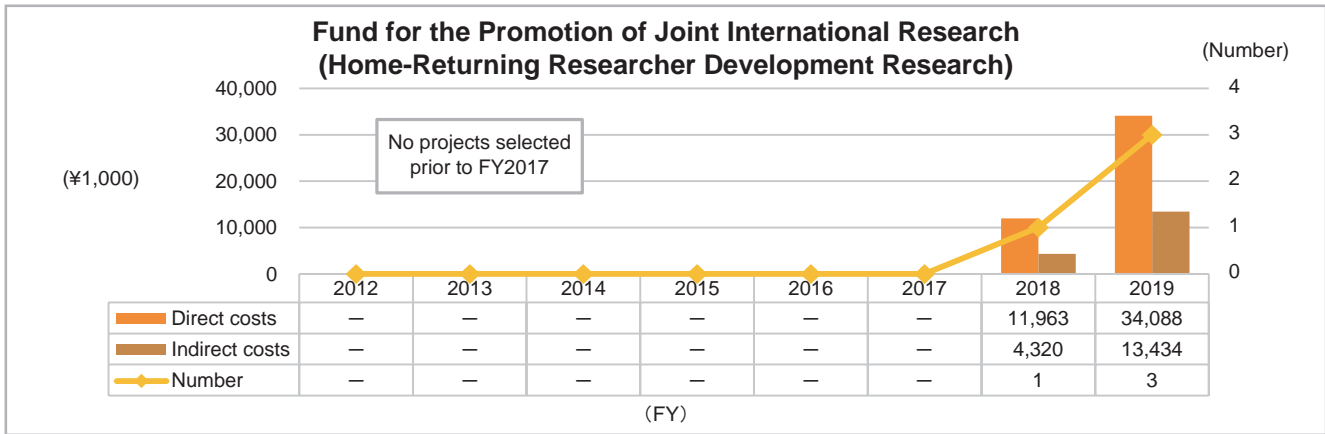 Fund for the Promotion of Joint International Research
(Home-Returning Researcher Development Research)
(Number)
(¥1,000)
40,000
30,000
20,000
10,000
0
No projects selected
prior to FY2017
4
3
2
1
0
2012 2013 2014 2015 2016 2017 2018 2019
Direct costs — — — — — — 11,963 34,088
Indirect costs — — — — — — 4,320 13,434
Number — — — — — — 1 3
（FY）